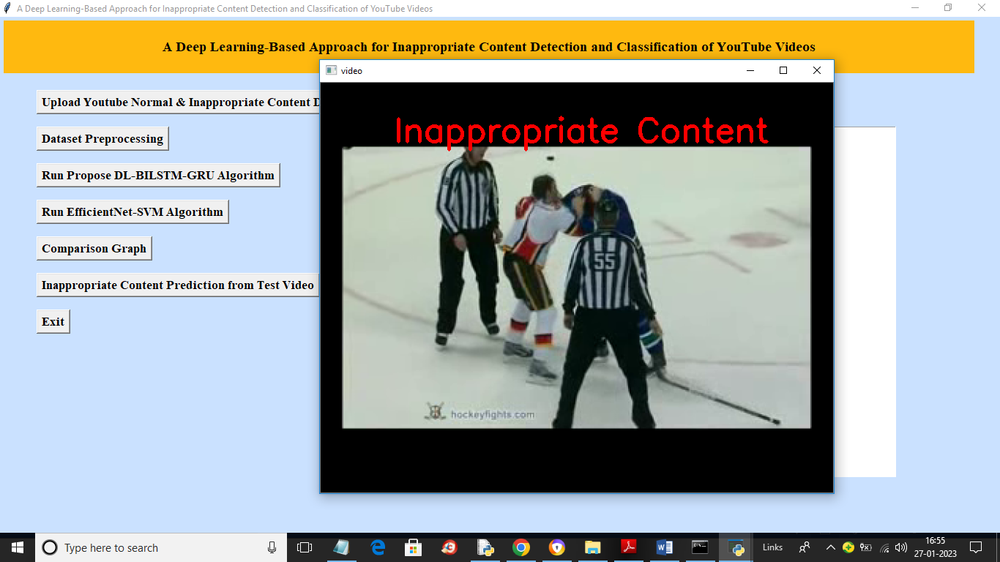 A Deep Learning-Based Approach for Inappropriate Content Detection and Classification of YouTube Videos
A Deep Learning-Based Approach for Inappropriate Content Detection and Classification of YouTube Videos
video
Upload Youtube Normal & Inappropriate Content D
Inappropriate Content
Dataset Preprocessing
Run Propose DL-BILSTM-GRU Algorithm
Run EfficientNet-SVM Algorithm
Comparison Graph
55
Inappropriate Content Prediction from Test Video
Exit
hockeyfights.com
Type here to search
Links
16:55
27-01-2023